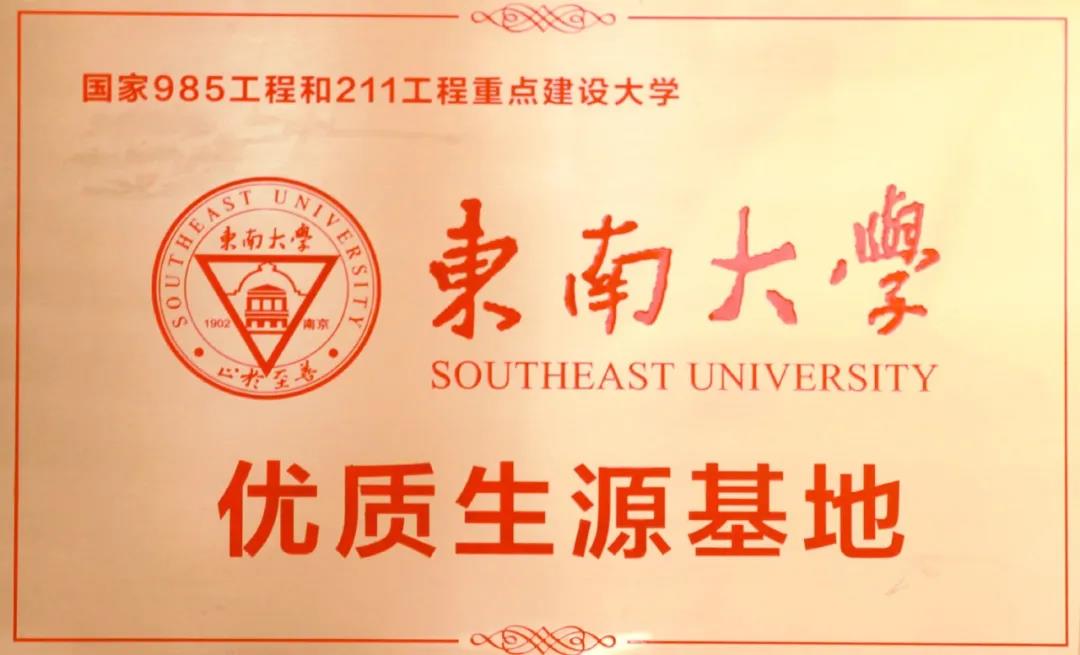 国家985工程和211工程重点建设大学
SOUTHEAST UNIVERSITY
東南大學
1902 南京
止於至善
東南大學
SOUTHEAST UNIVERSITY
优质生源基地